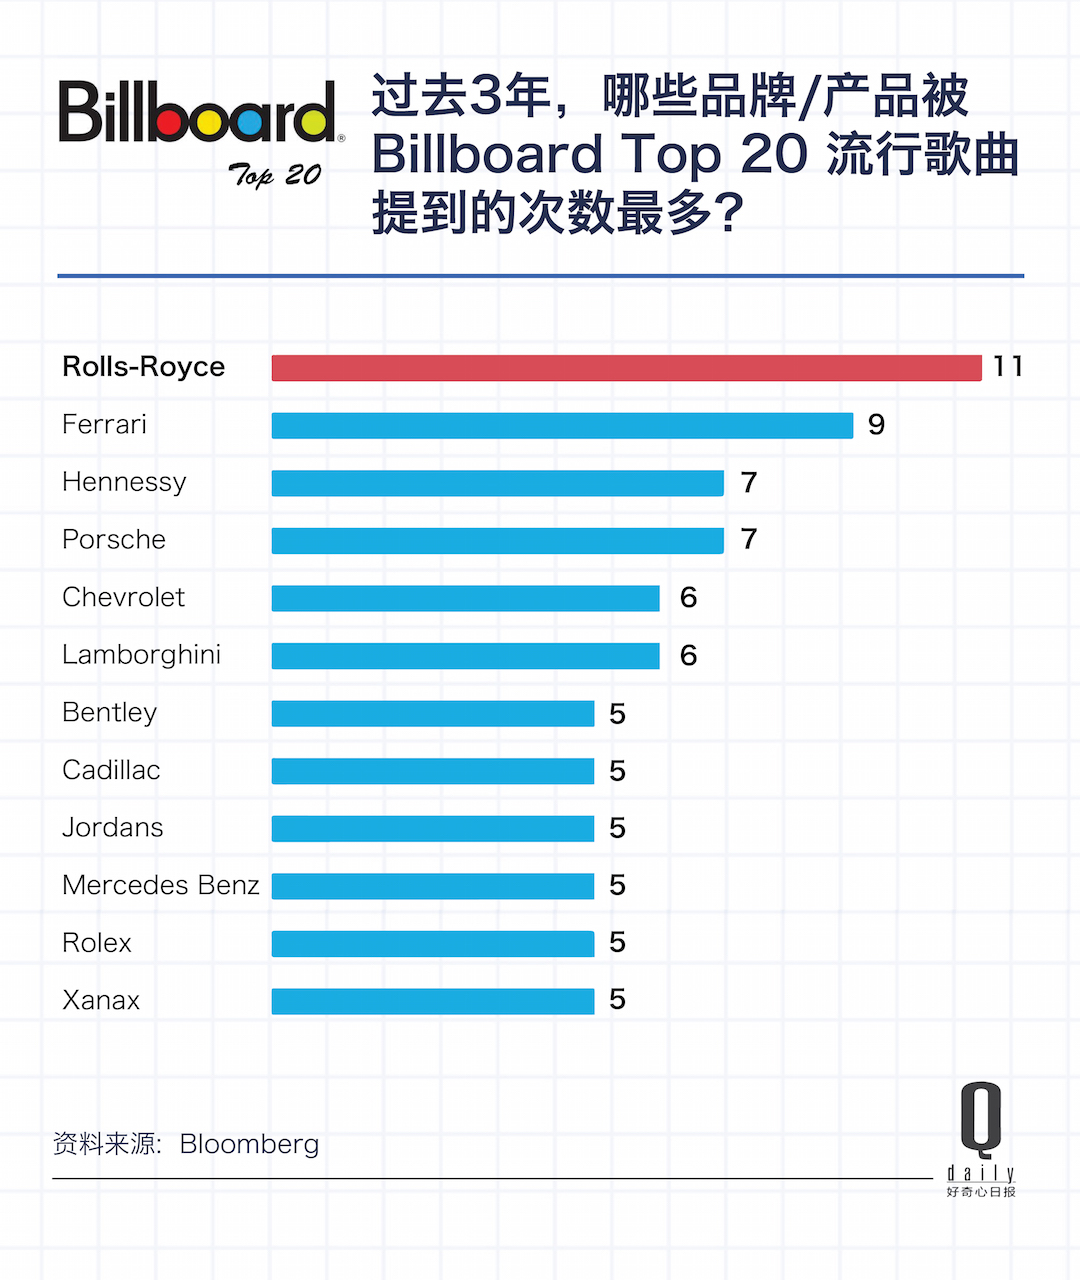 Billboard®
Top 20
过去3年，哪些品牌/产品被
Billboard Top 20 流行歌曲
提到的次数最多？
Rolls-Royce 11
Ferrari 9
Hennessy 7
Porsche 7
Chevrolet 6
Lamborghini 6
Bentley 5
Cadillac 5
Jordans 5
Mercedes Benz 5
Rolex 5
Xanax 5
资料来源：Bloomberg
Q
daily
好奇心日报